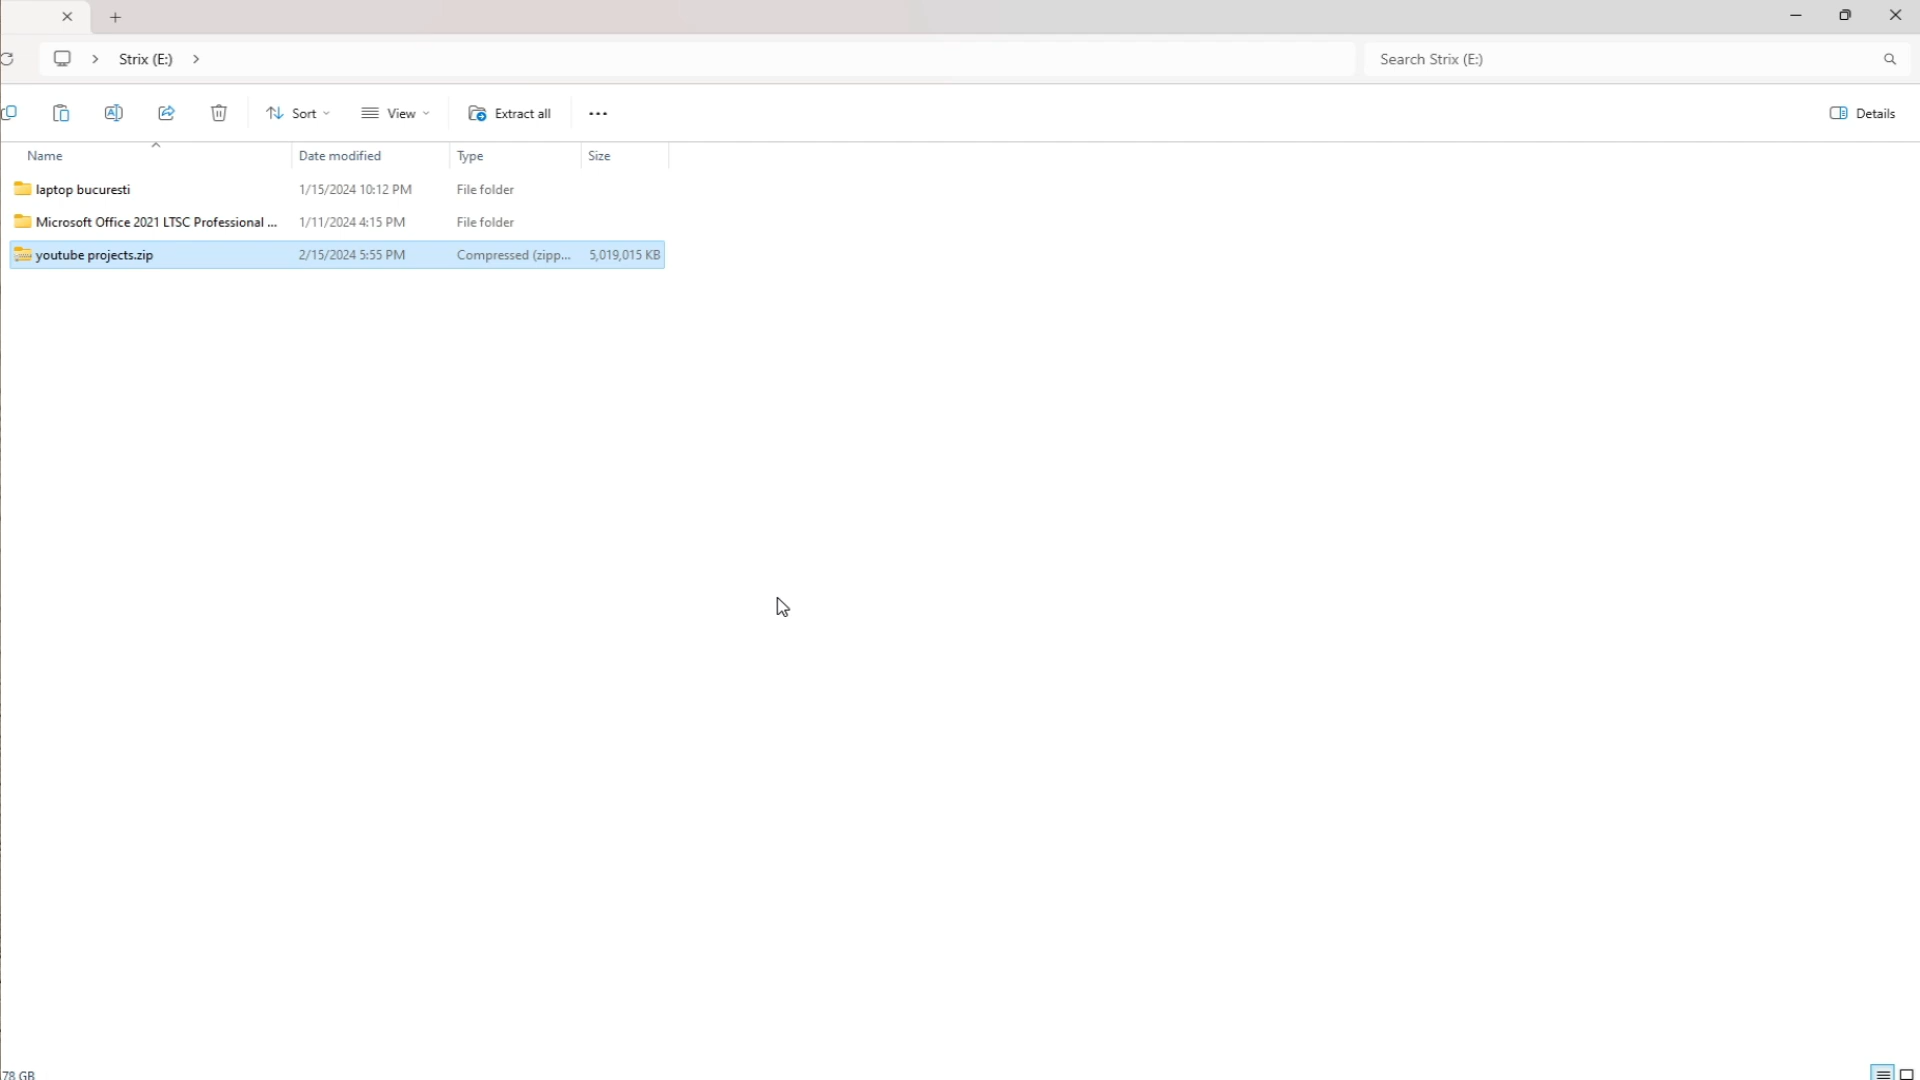 Strix (E:)
Search Strix (E:)
Sort
View
Extract all
Details
Name
Date modified
Type
Size
laptop bucuresti
1/15/2024 10:12 PM
File folder
Microsoft Office 2021 LTSC Professional ...
1/11/2024 4:15 PM
File folder
youtube projects.zip
2/15/2024 5:55 PM
Compressed (zipp...
5,019,015 KB
78 GB